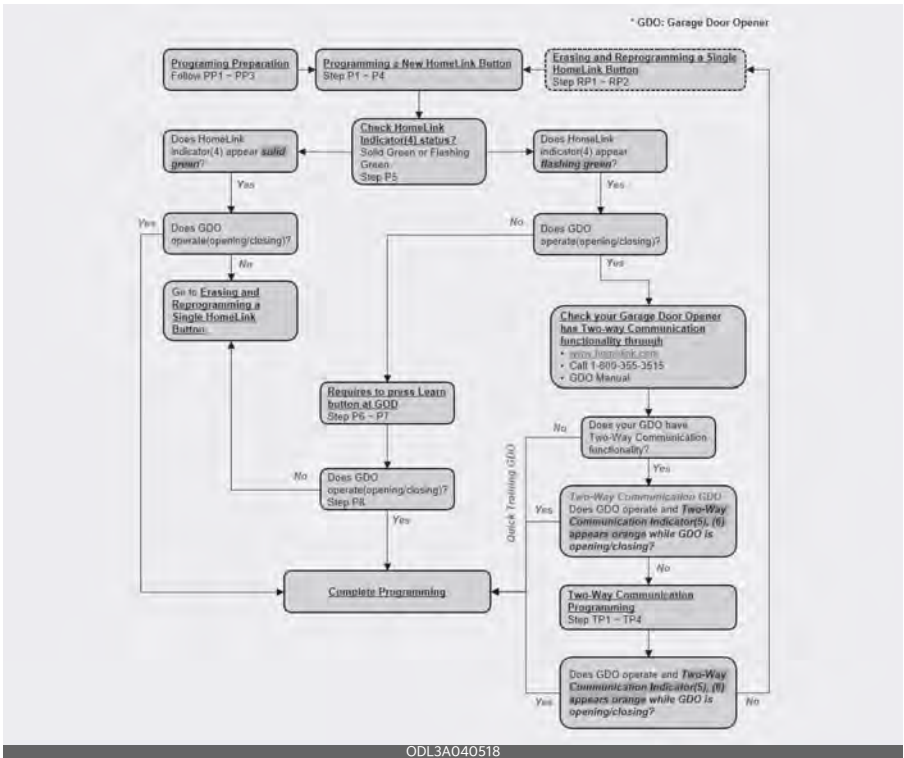 * GDO: Garage Door Opener
Programing Preparation
Follow PP1 ~ PP3
Programming a New HomeLink Button
Step P1 ~ P4
Erasing and Reprogramming a Single
HomeLink Button
Step RP1 ~ RP2
Does HomeLink
indicator(4) appear solid
green?
Check HomeLink
Indicator(4) status?
Solid Green or Flashing
Green
Step P5
Does HomeLink
indicator(4) appear
flashing green?
Yes
Yes
Yes
Does GDO
operate(opening/closing)?
No
Does GDO
operate(opening/closing)?
No
Yes
Go to Erasing and
Reprogramming a
Single HomeLink
Button
Check your Garage Door Opener
has Two-way Communication
functionality through
• www.homelink.com
• Call 1-800-355-3515
• GDO Manual
Requires to press Learn
button at GOD
Step P6 ~ P7
No
Does your GDO have
Two-Way Communication
functionality?
Yes
Quick Training GDO
No
Does GDO
operate(opening/closing)?
Step P8
Yes
Yes
Two-Way Communication GDO
Does GDO operate and Two-Way
Communication Indicator(5), (6)
appears orange while GDO is
opening/closing?
No
Complete Programming
Two-Way Communication
Programming
Step TP1 ~ TP4
Does GDO operate and Two-Way
Communication Indicator(5), (6)
appears orange while GDO is
opening/closing?
Yes
No
ODL3A040518